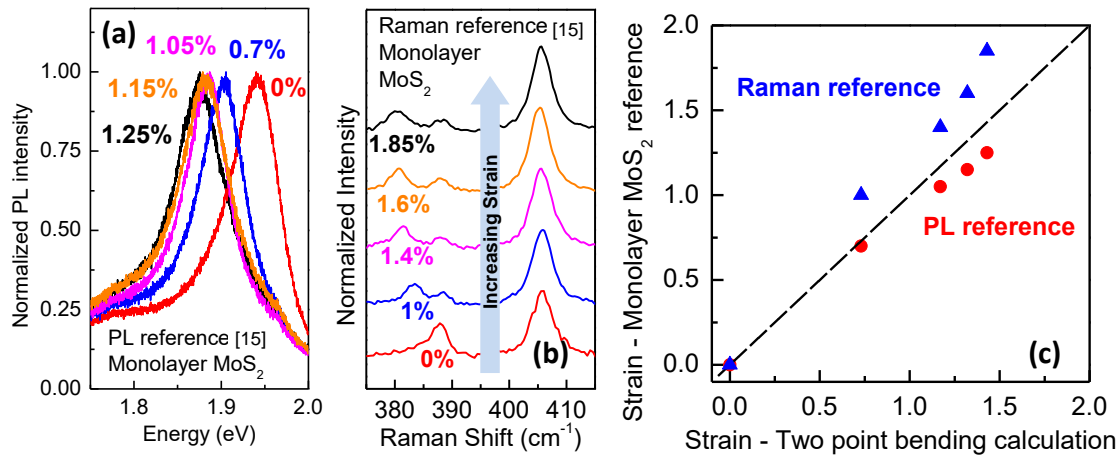 (a)
1.05%
0.7%
0%
1.15%
1.25%
1.00
0.75
0.50
0.25
0.00
Normalized PL intensity
PL reference [15]
Monolayer MoS2
1.8
1.9
2.0
Energy (eV)
Raman reference [15]
Monolayer
MoS2
1.85%
1.6%
1.4%
1%
0%
Increasing Strain
(b)
Normalized Intensity
380
390
400
410
Raman Shift (cm-1)
2.0
1.5
1.0
0.5
0.0
Strain - Monolayer MoS2 reference
Raman reference
PL reference
(c)
0.0
0.5
1.0
1.5
2.0
Strain - Two point bending calculation